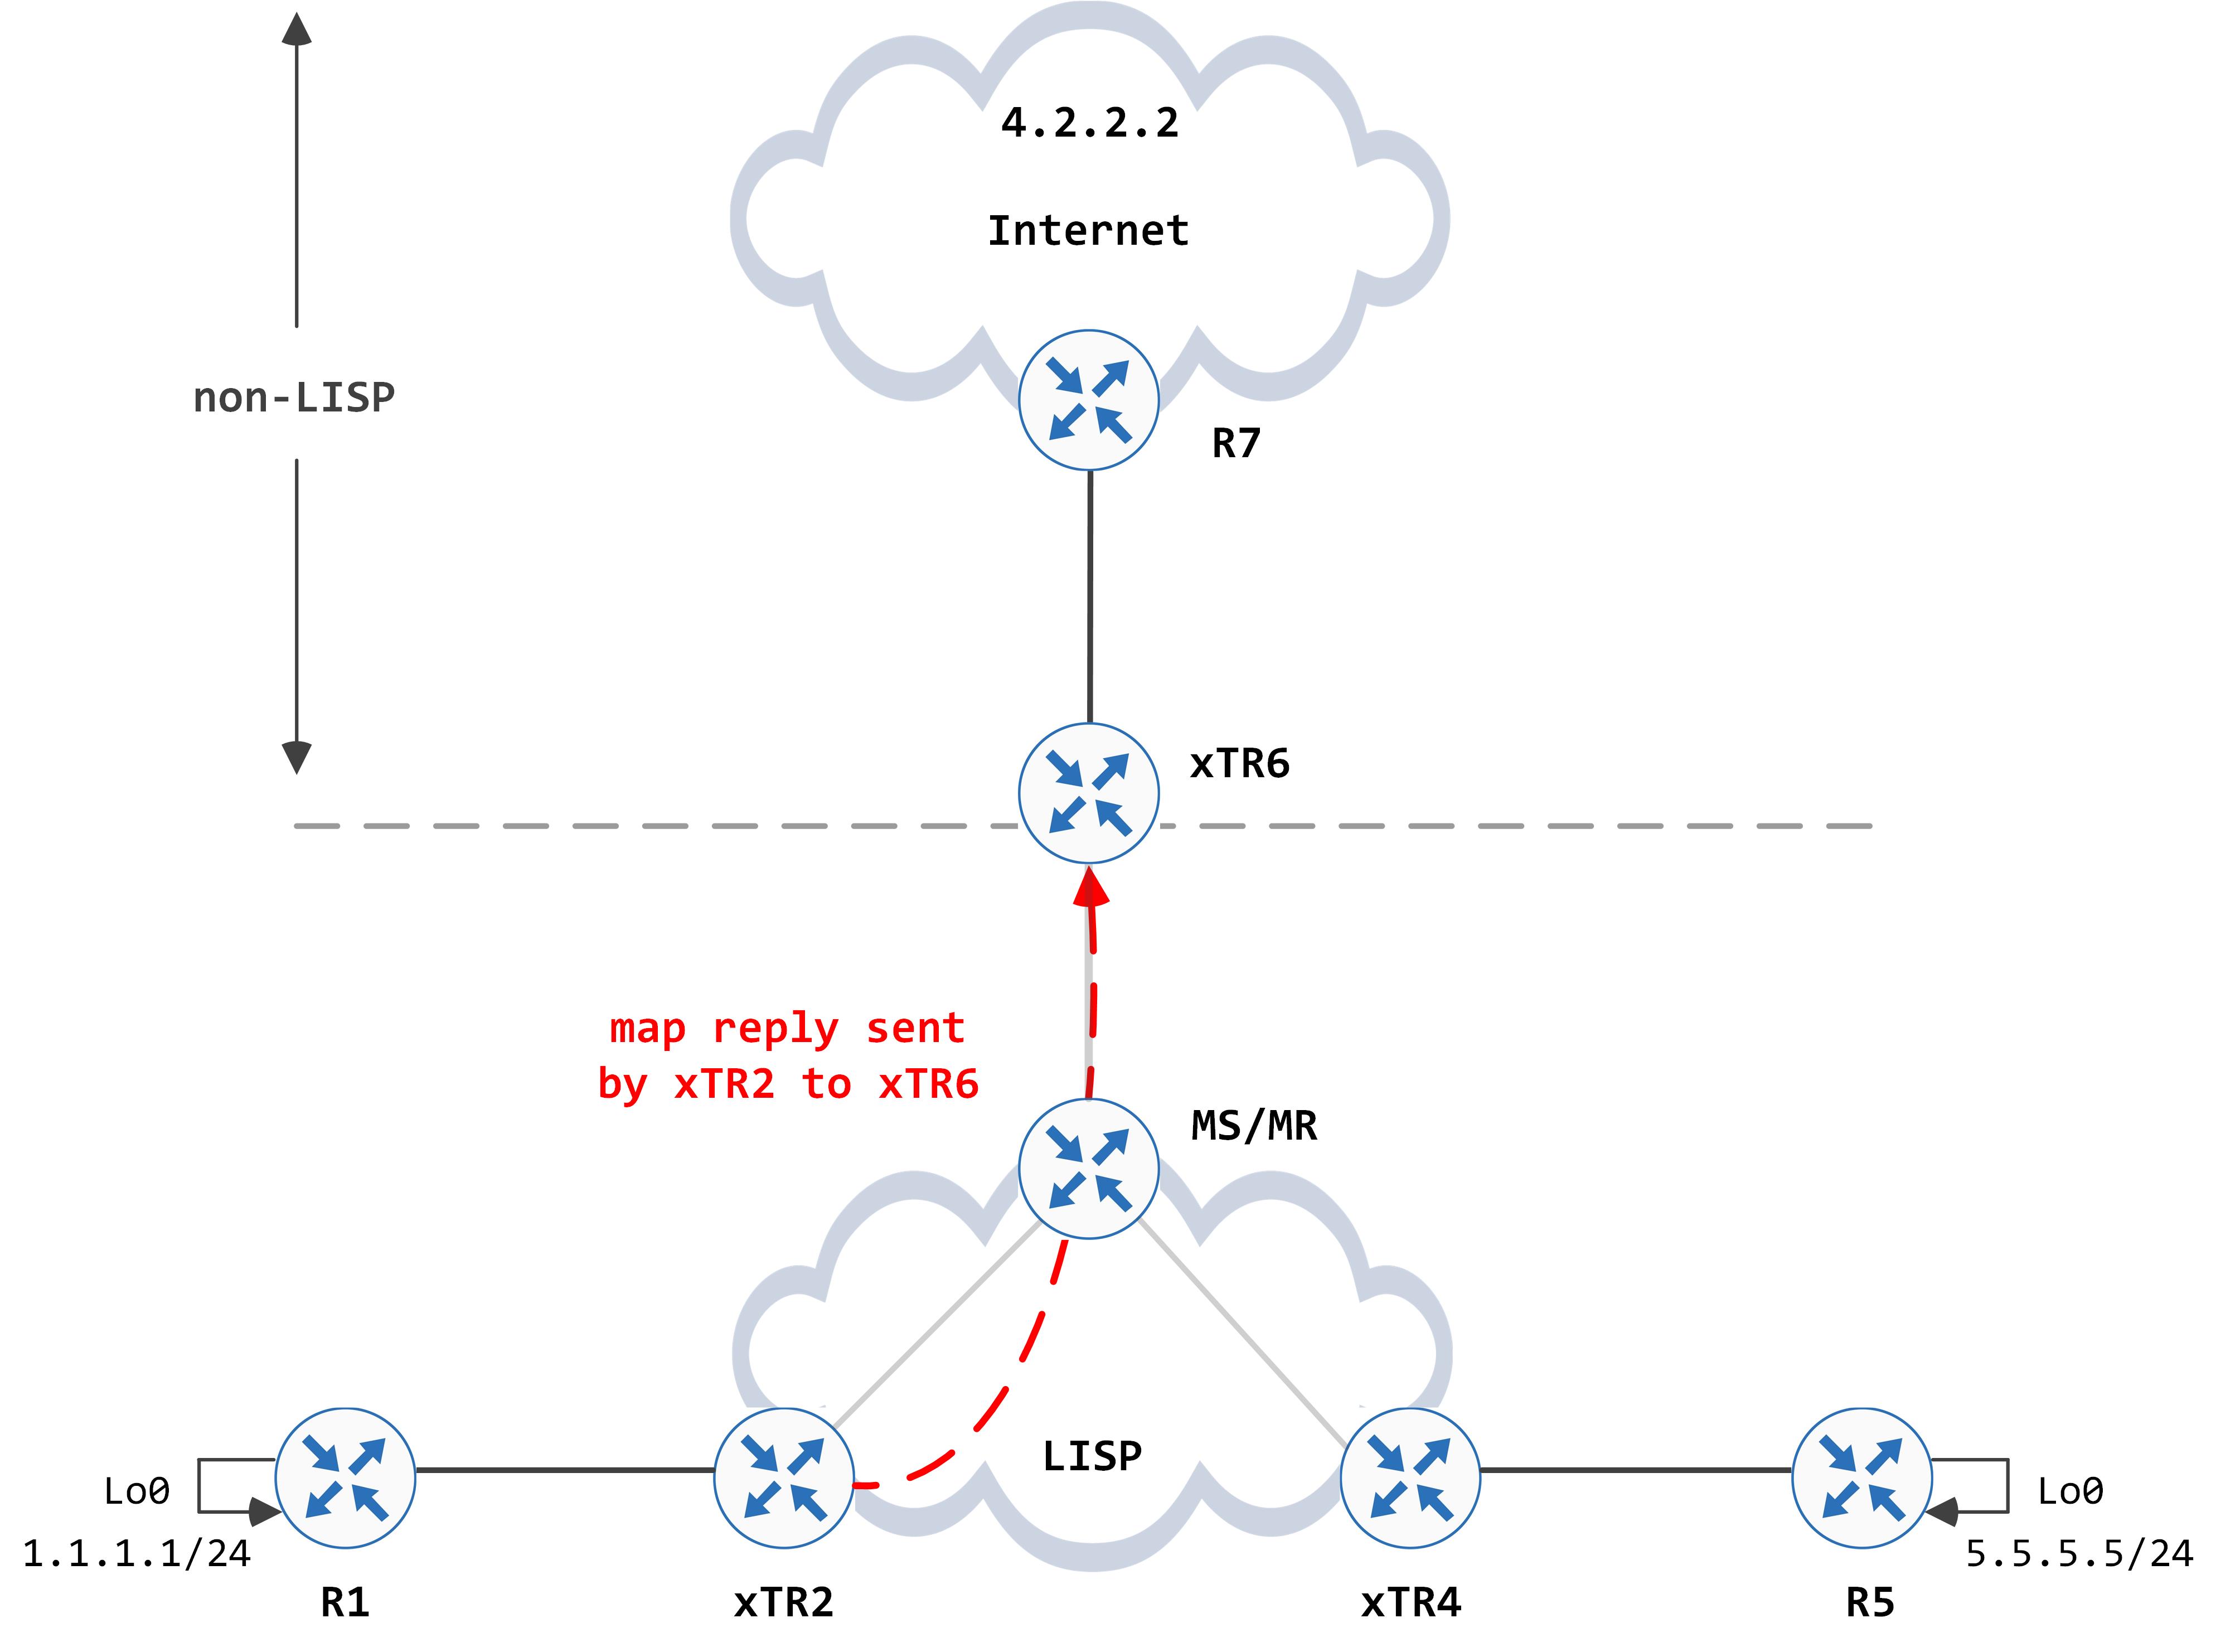 4.2.2.2
Internet
non-LISP
R7
xTR6
map reply sent
by xTR2 to xTR6
MS/MR
LISP
Lo0
1.1.1.1/24
R1
xTR2
xTR4
Lo0
5.5.5.5/24
R5